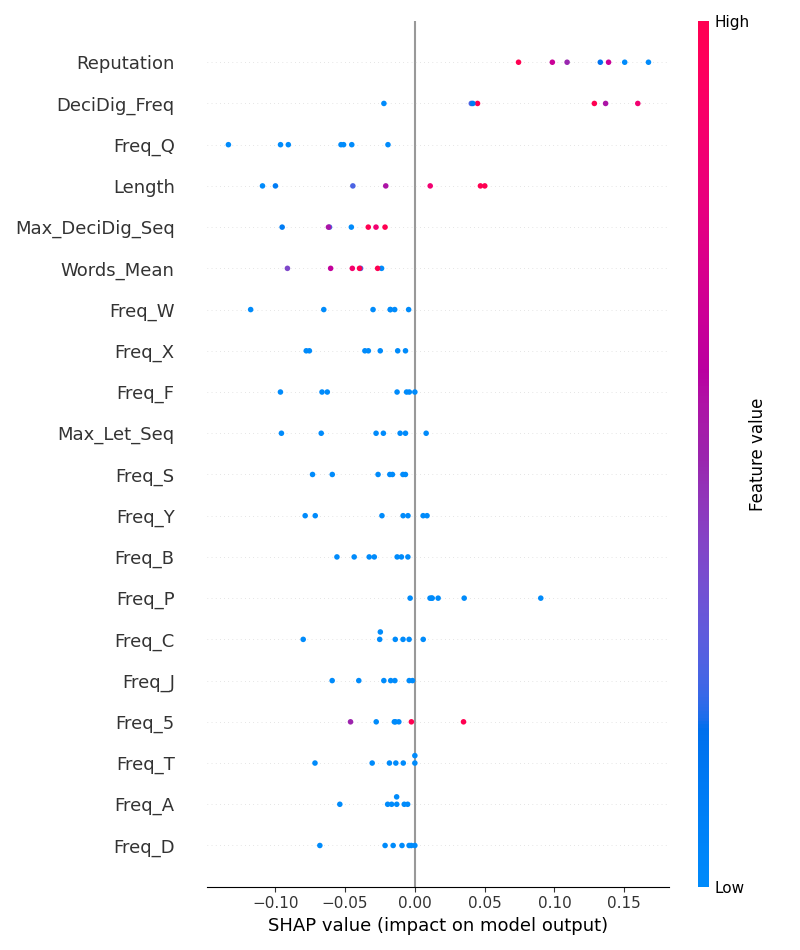 High
Reputation
DeciDig_Freq
Freq_Q
Length
Max_DeciDig_Seq
Words_Mean
Freq_W
Freq_X
Freq_F
Max_Let_Seq
Freq_S
Freq_Y
Freq_B
Freq_P
Freq_C
Freq_J
Freq_5
Freq_T
Freq_A
Freq_D
Feature value
Low
−0.10 −0.05 0.00 0.05 0.10 0.15
SHAP value (impact on model output)